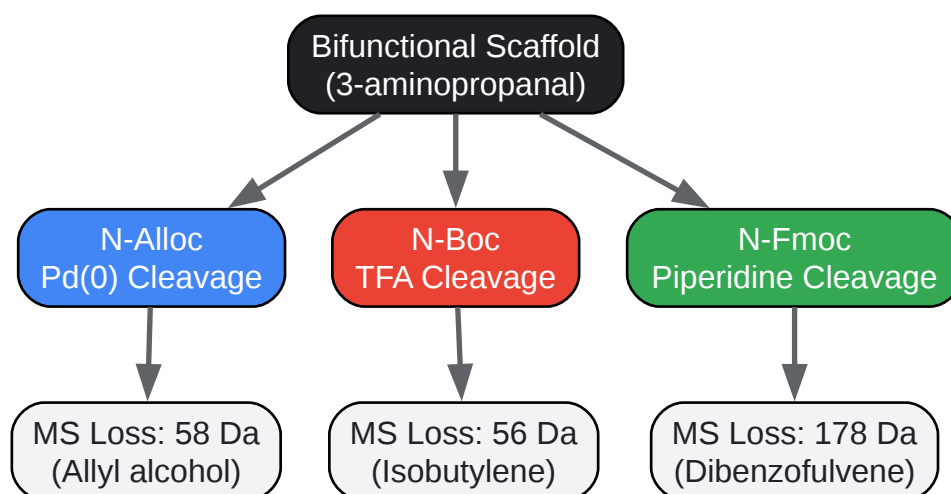 Bifunctional Scaffold
(3-aminopropanal)
N-Alloc
Pd(0) Cleavage
N-Boc
TFA Cleavage
N-Fmoc
Piperidine Cleavage
MS Loss: 58 Da
(Allyl alcohol)
MS Loss: 56 Da
(Isobutylene)
MS Loss: 178 Da
(Dibenzofulvene)